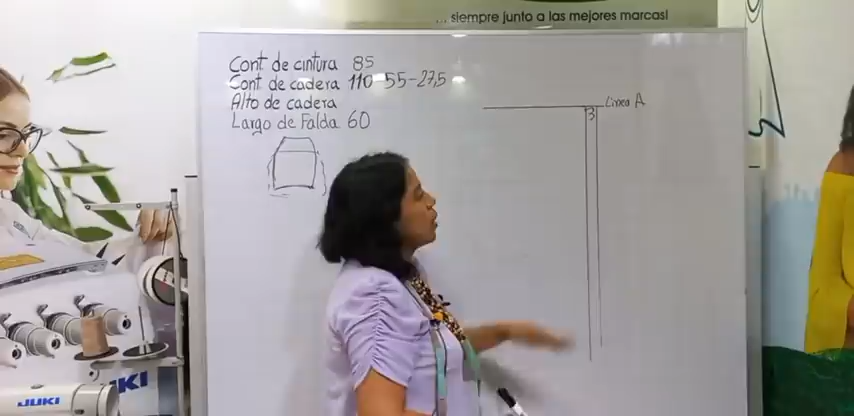 ... siempre junto a las mejores marcas!
Cont de cintura 85
Cont de cadera 110 55-27,5
Alto de cadera
Largo de Falda 60
Linea A
3
JUKI
JUKI